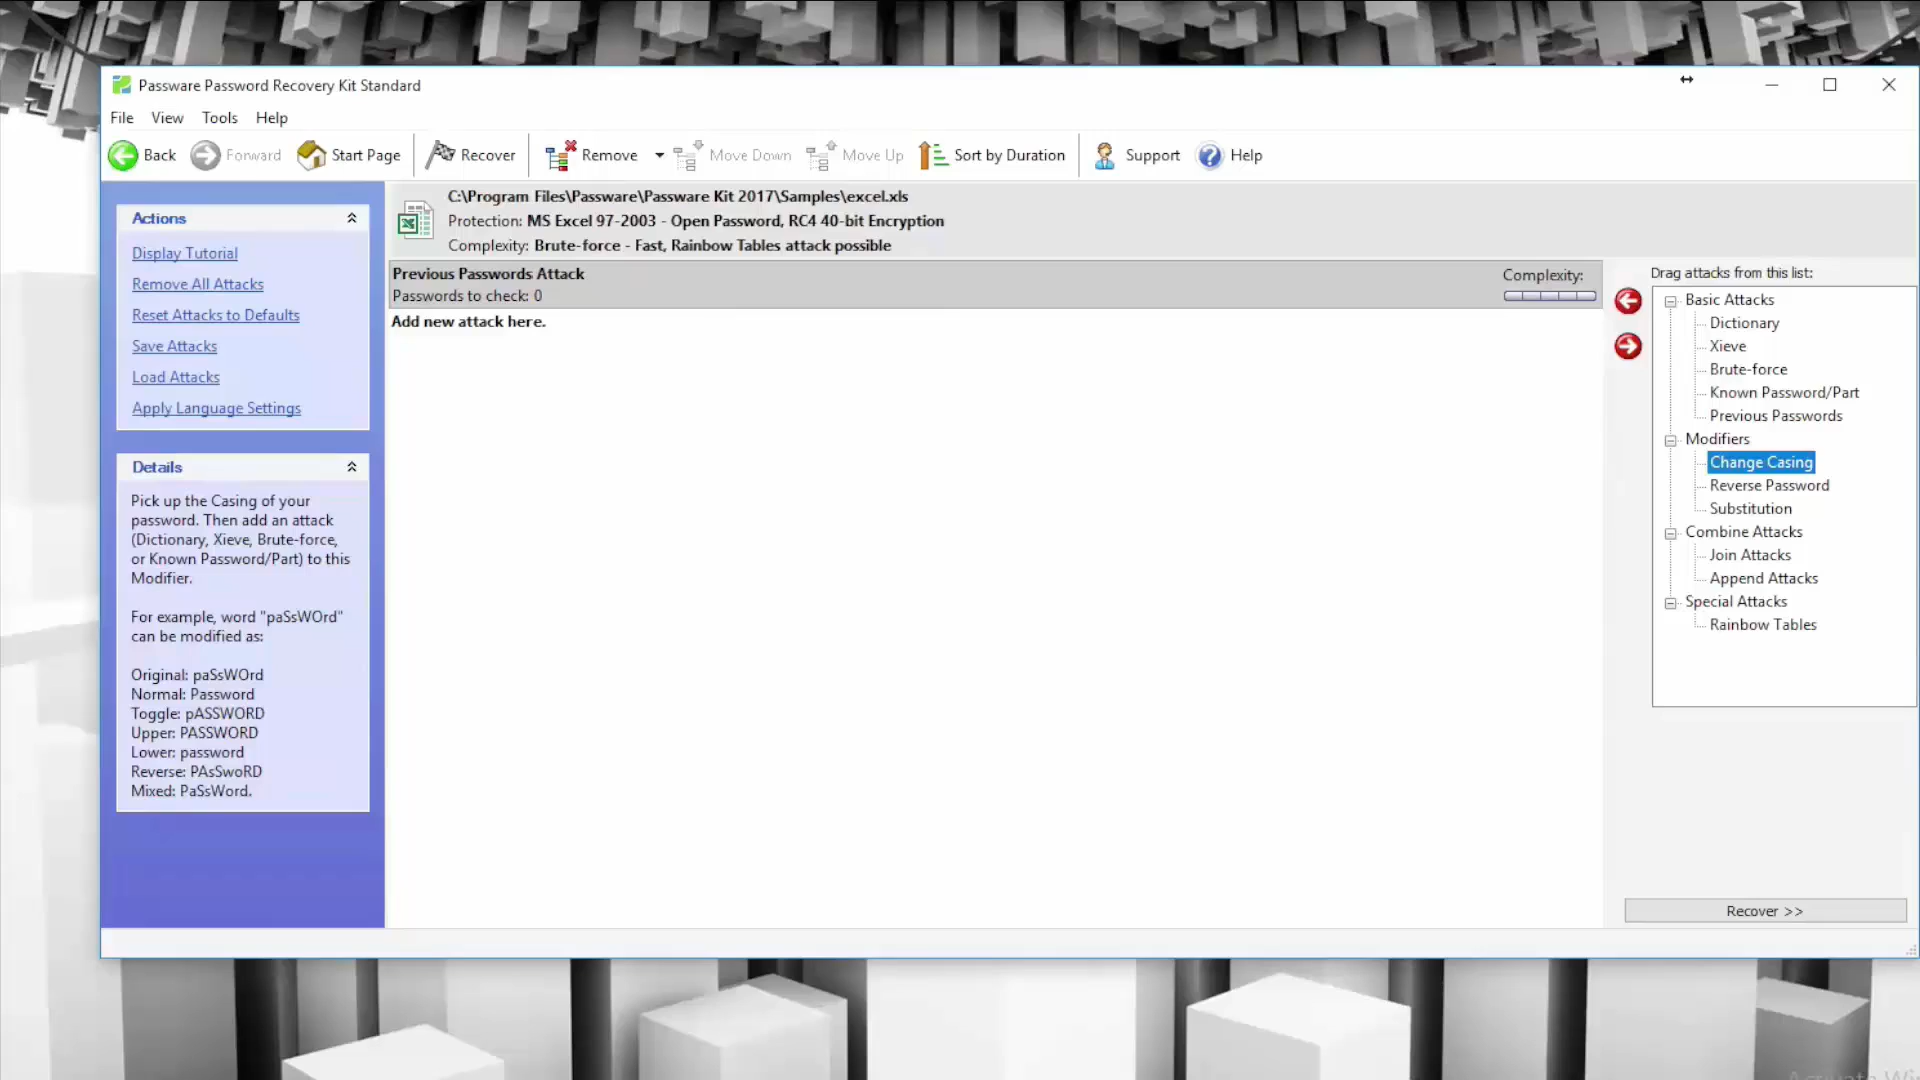 Passware Password Recovery Kit Standard
File View Tools Help
Back Forward Start Page Recover Remove Move Down Move Up Sort by Duration Support Help
Actions
Display Tutorial
Remove All Attacks
Reset Attacks to Defaults
Save Attacks
Load Attacks
Apply Language Settings
Details
Pick up the Casing of your
password. Then add an attack
(Dictionary, Xieve, Brute-force,
or Known Password/Part) to this
Modifier.
For example, word "paSsWOrd"
can be modified as:
Original: paSsWOrd
Normal: Password
Toggle: pASSWORD
Upper: PASSWORD
Lower: password
Reverse: PAsSwoRD
Mixed: PaSsWord.
C:\Program Files\Passware\Passware Kit 2017\Samples\excel.xls
Protection: MS Excel 97-2003 - Open Password, RC4 40-bit Encryption
Complexity: Brute-force - Fast, Rainbow Tables attack possible
Previous Passwords Attack
Complexity:
Passwords to check: 0
Add new attack here.
Drag attacks from this list:
Basic Attacks
Dictionary
Xieve
Brute-force
Known Password/Part
Previous Passwords
Modifiers
Change Casing
Reverse Password
Substitution
Combine Attacks
Join Attacks
Append Attacks
Special Attacks
Rainbow Tables
Recover >>